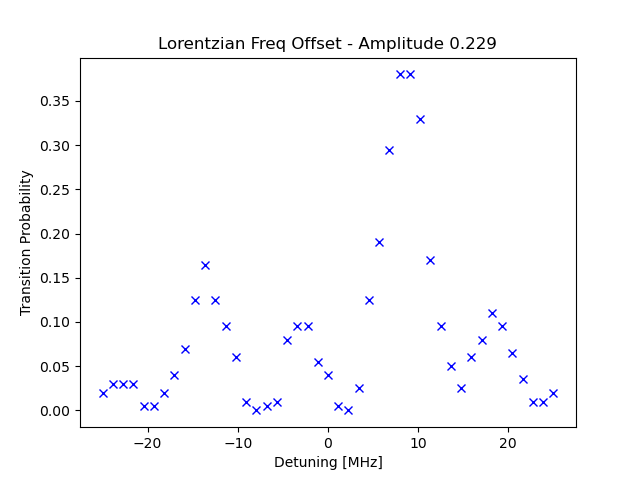 Lorentzian Freq Offset - Amplitude 0.229
Transition Probability
0.35
0.30
0.25
0.20
0.15
0.10
0.05
0.00
−20 −10 0 10 20
Detuning [MHz]